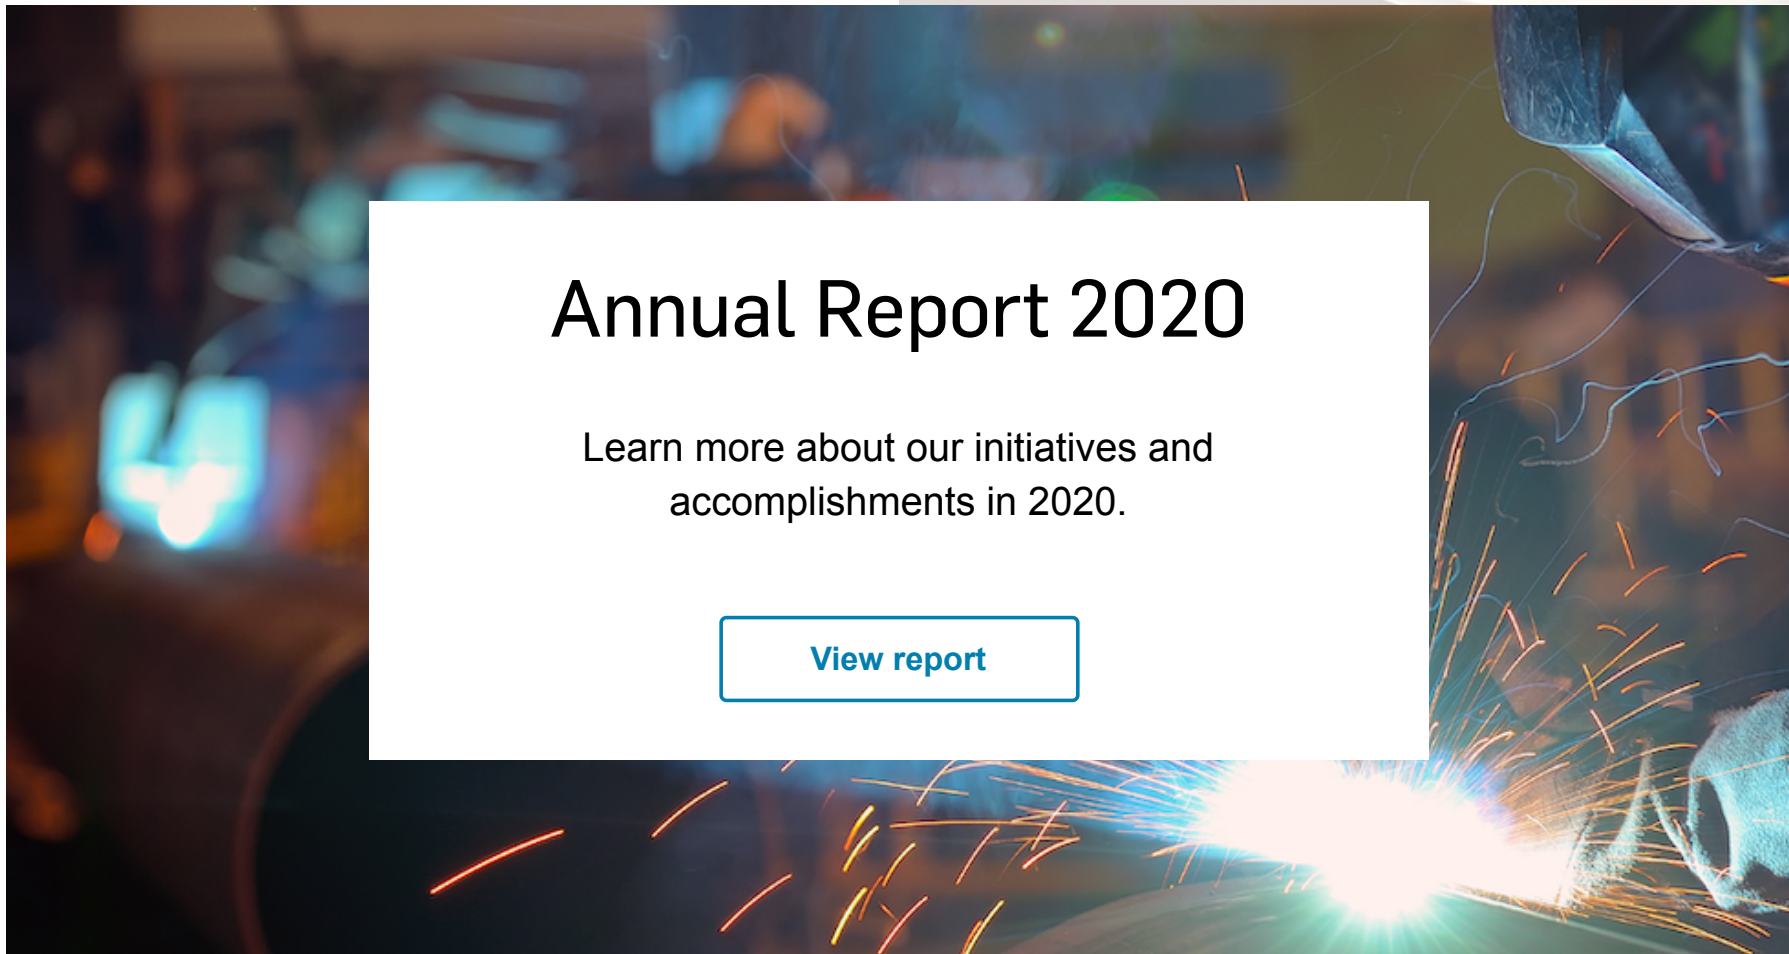 Annual Report 2020
Learn more about our initiatives and
accomplishments in 2020.
View report